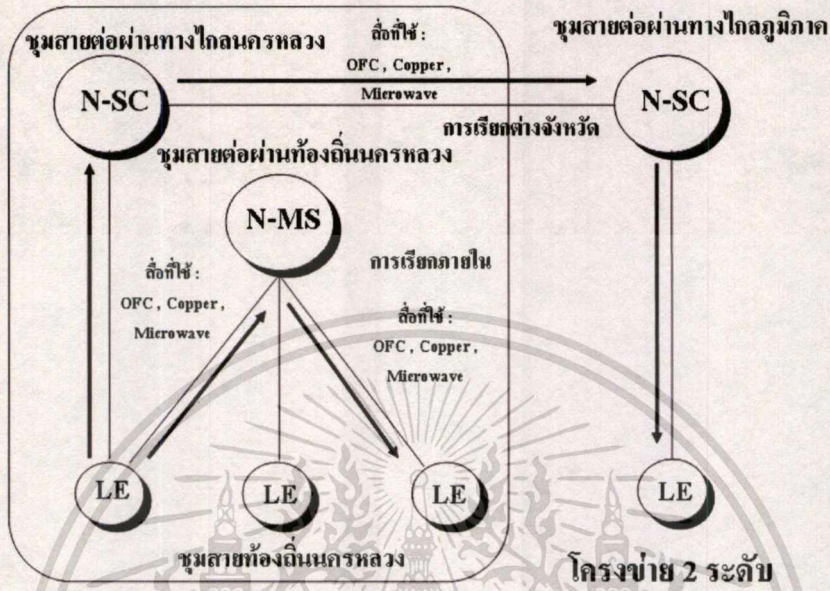 ชุมสายต่อผ่านทางไกลนครหลวง
สื่อที่ใช้ :
OFC , Copper ,
Microwave
ชุมสายต่อผ่านทางไกลภูมิภาค
N-SC
N-SC
การเรียกต่างจังหวัด
ชุมสายต่อผ่านท้องถิ่นนครหลวง
N-MS
สื่อที่ใช้ :
OFC , Copper ,
Microwave
การเรียกภายใน
สื่อที่ใช้ :
OFC , Copper ,
Microwave
LE
LE
LE
LE
ชุมสายท้องถิ่นนครหลวง
โครงข่าย 2 ระดับ